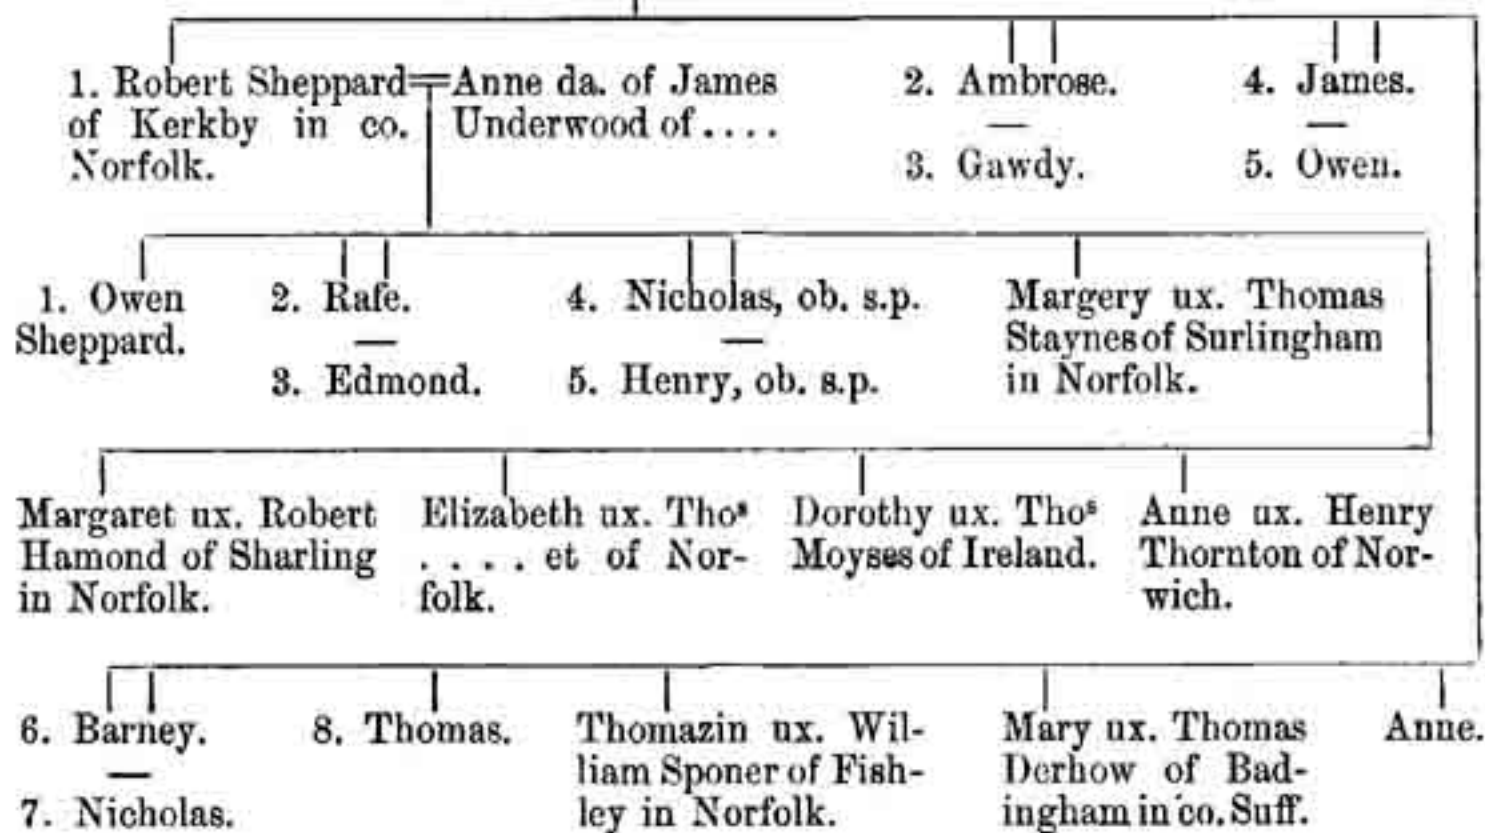 1. Robert Sheppard
of Kerkby in co.
Norfolk.
Anne da. of James
Underwood of ....
2. Ambrose.
—
3. Gawdy.
4. James.
—
5. Owen.
1. Owen
Sheppard.
2. Rafe.
—
3. Edmond.
4. Nicholas, ob. s.p.
—
5. Henry, ob. s.p.
Margery ux. Thomas
Staynes of Surlingham
in Norfolk.
Margaret ux. Robert
Hamond of Sharling
in Norfolk.
Elizabeth ux. Thoˢ
. . . . et of Nor-
folk.
Dorothy ux. Thoˢ
Moyses of Ireland.
Anne ux. Henry
Thornton of Nor-
wich.
6. Barney.
—
7. Nicholas.
8. Thomas.
Thomazin ux. Wil-
liam Sponer of Fish-
ley in Norfolk.
Mary ux. Thomas
Derhow of Bad-
ingham in co. Suff.
Anne.